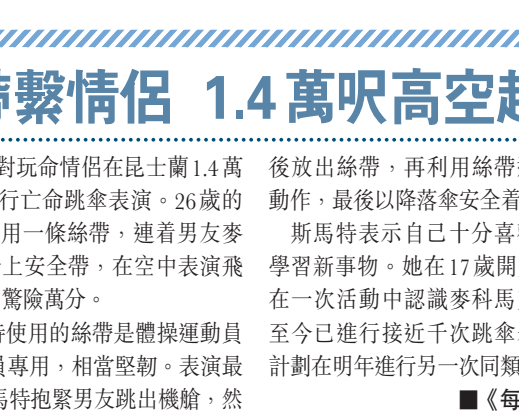 繫情侶 1.4萬呎高空
對玩命情侶在昆士蘭1.4萬
行亡命跳傘表演。26歲的
用一條絲帶，連着男友麥
上安全帶，在空中表演飛
驚險萬分。
使用的絲帶是體操運動員
專用，相當堅韌。表演最
特抱緊男友跳出機艙，然
後放出絲帶，再利用絲帶
動作，最後以降落傘安全着
斯馬特表示自己十分喜
學習新事物。她在17歲開
在一次活動中認識麥科馬
至今已進行接近千次跳傘
計劃在明年進行另一次同類
■《每